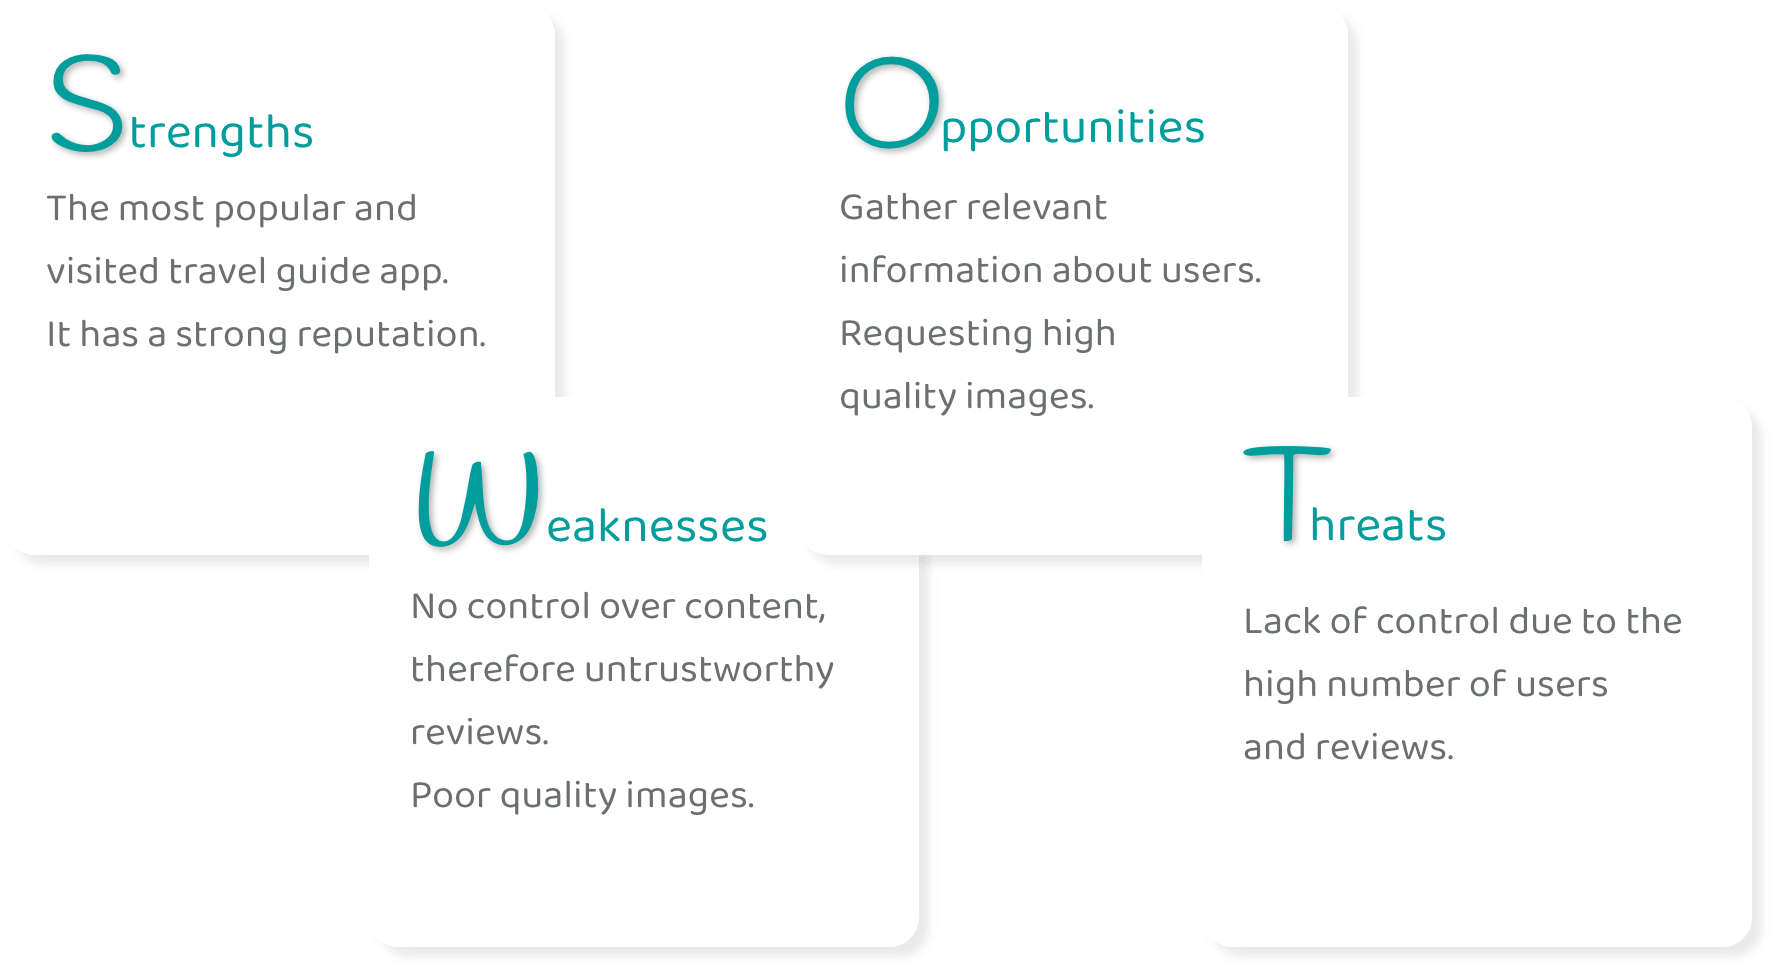 Strengths
The most popular and
visited travel guide app.
It has a strong reputation.
Weaknesses
No control over content,
therefore untrustworthy
reviews.
Poor quality images.
Opportunities
Gather relevant
information about users.
Requesting high
quality images.
Threats
Lack of control due to the
high number of users
and reviews.